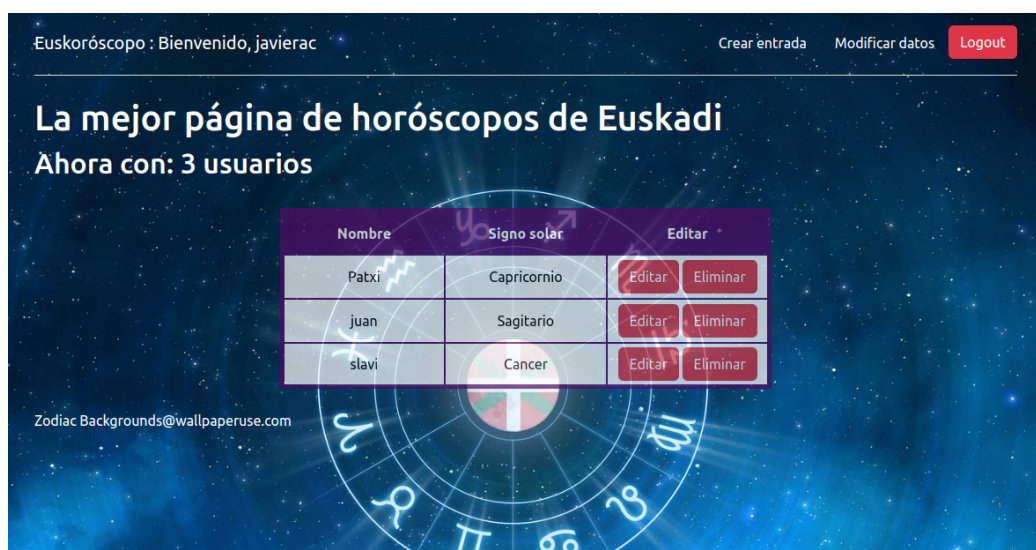 Euskoróscopo : Bienvenido, javierac Crear entrada Modificar datos Logout
La mejor página de horóscopos de Euskadi
Ahora con: 3 usuarios
Nombre Signo solar Editar
Patxi Capricornio Editar Eliminar
juan Sagitario Editar Eliminar
slavi Cancer Editar Eliminar
Zodiac Backgrounds@wallpaperuse.com